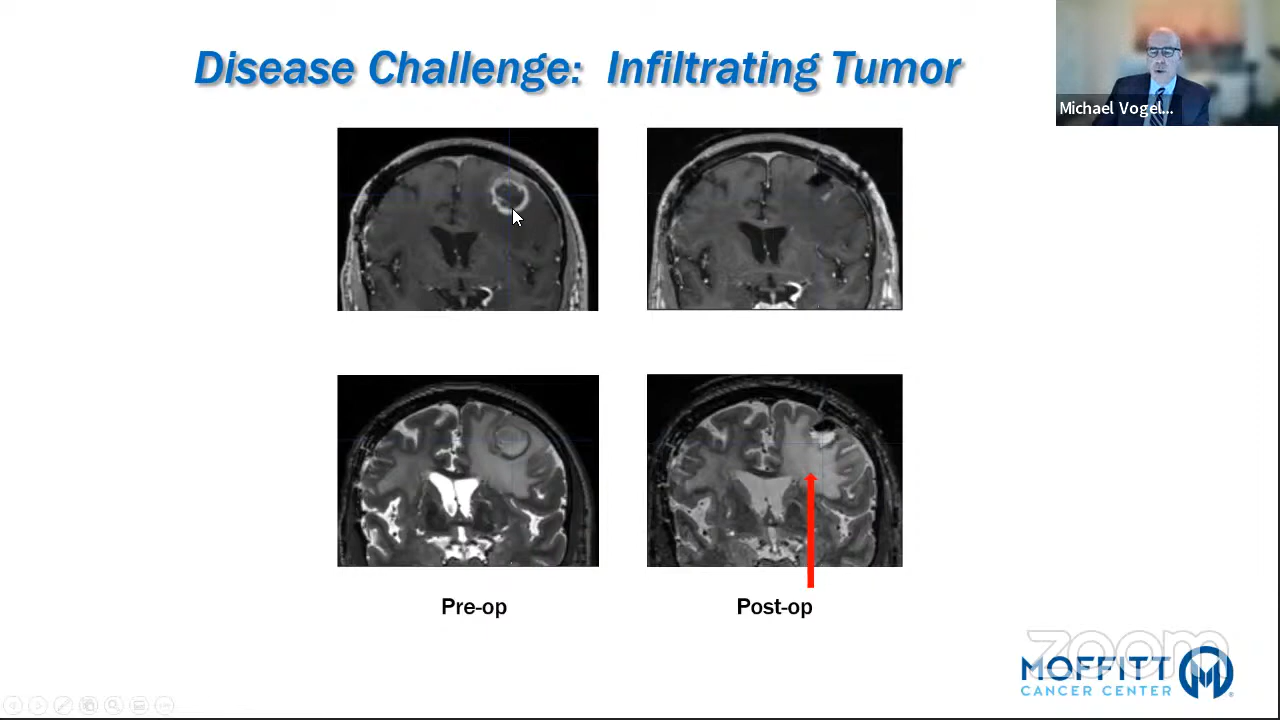 Disease Challenge: Infiltrating Tumor
Michael Vogel...
Pre-op
Post-op
zoom
MOFFITT
CANCER CENTER
®